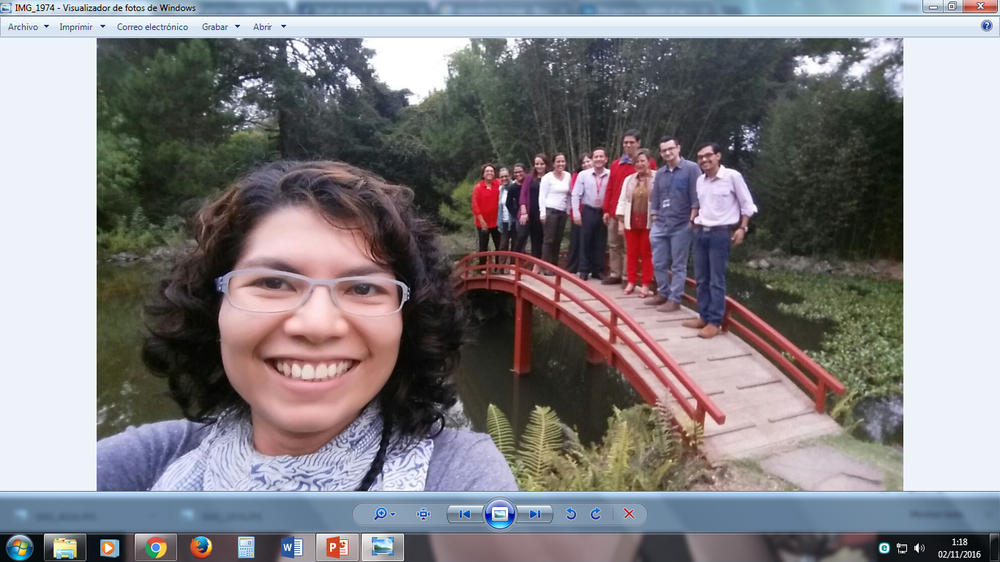 IMG_1974 - Visualizador de fotos de Windows
Archivo Imprimir Correo electrónico Grabar Abrir
1:18
02/11/2016